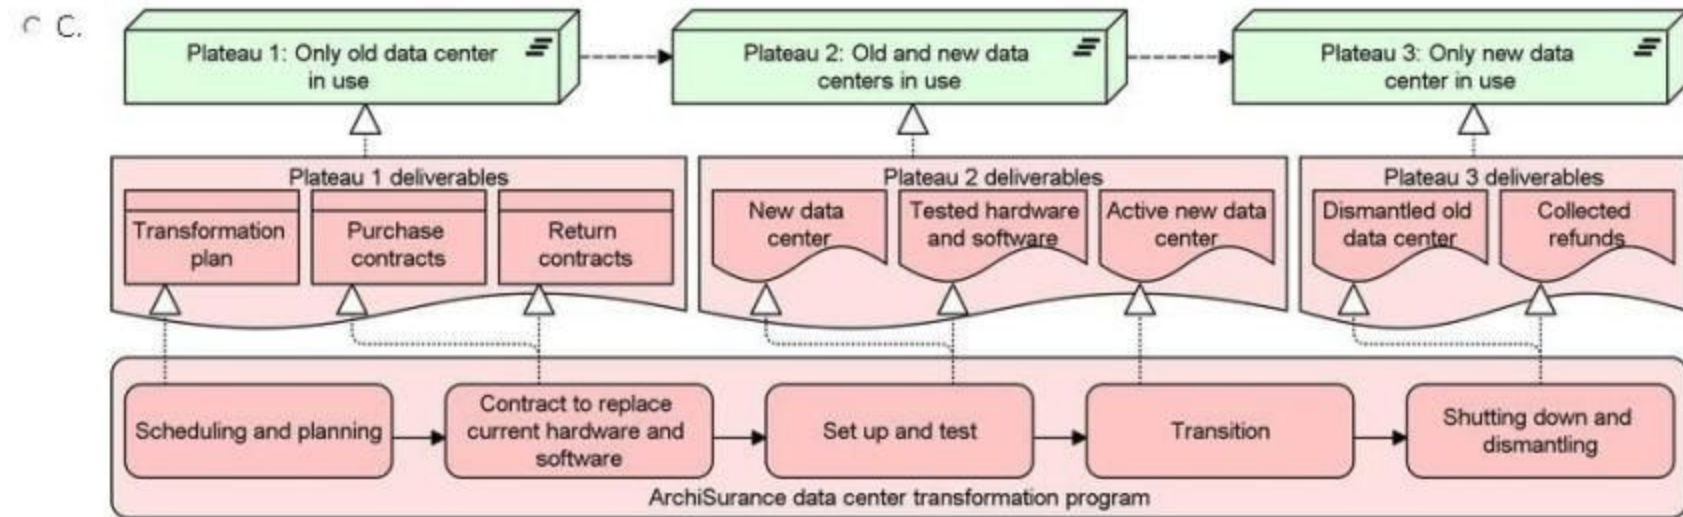 C.
Plateau 1: Only old data center
in use
Plateau 2: Old and new data
centers in use
Plateau 3: Only new data
center in use
Plateau 1 deliverables
Transformation
plan
Purchase
contracts
Return
contracts
Plateau 2 deliverables
New data
center
Tested hardware
and software
Active new data
center
Plateau 3 deliverables
Dismantled old
data center
Collected
refunds
Scheduling and planning
Contract to replace
current hardware and
software
Set up and test
Transition
Shutting down and
dismantling
ArchiSurance data center transformation program